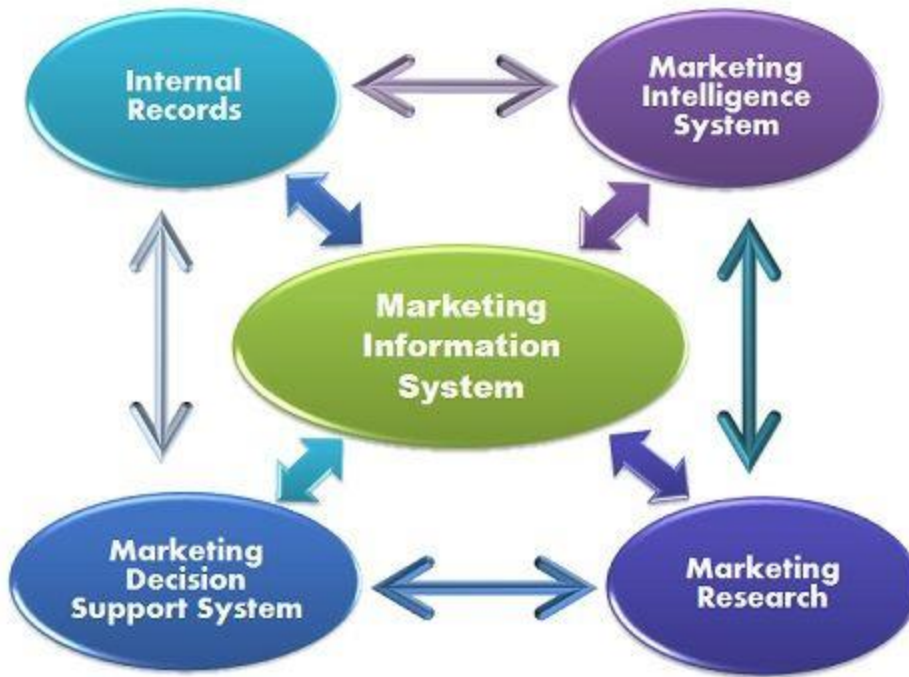 Internal
Records
Marketing
Intelligence
System
Marketing
Information
System
Marketing
Decision
Support System
Marketing
Research